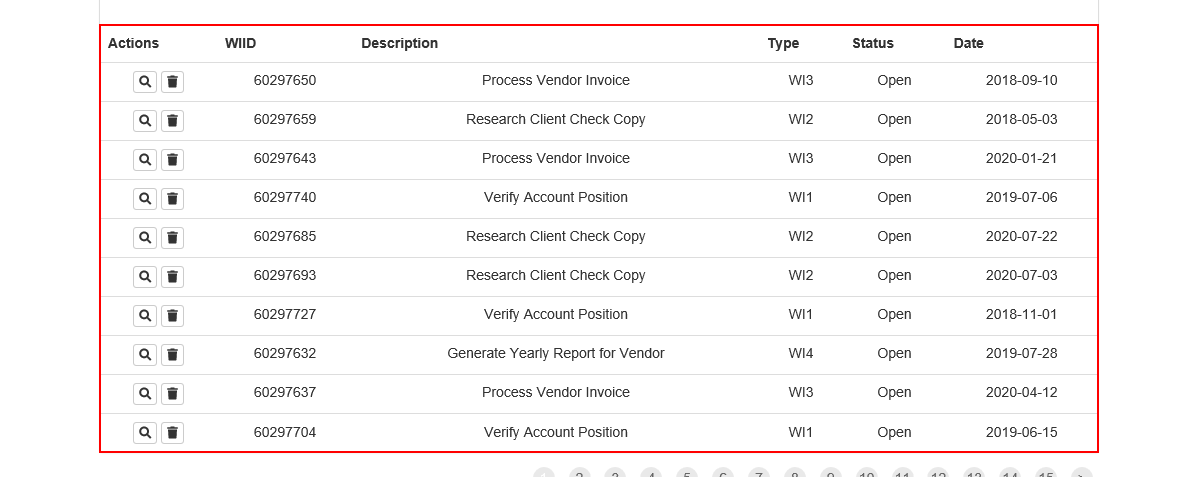 Actions WIID Description Type Status Date
60297650 Process Vendor Invoice WI3 Open 2018-09-10
60297659 Research Client Check Copy WI2 Open 2018-05-03
60297643 Process Vendor Invoice WI3 Open 2020-01-21
60297740 Verify Account Position WI1 Open 2019-07-06
60297685 Research Client Check Copy WI2 Open 2020-07-22
60297693 Research Client Check Copy WI2 Open 2020-07-03
60297727 Verify Account Position WI1 Open 2018-11-01
60297632 Generate Yearly Report for Vendor WI4 Open 2019-07-28
60297637 Process Vendor Invoice WI3 Open 2020-04-12
60297704 Verify Account Position WI1 Open 2019-06-15
1 2 3 4 5 6 7 8 9 10 11 12 13 14 15 >